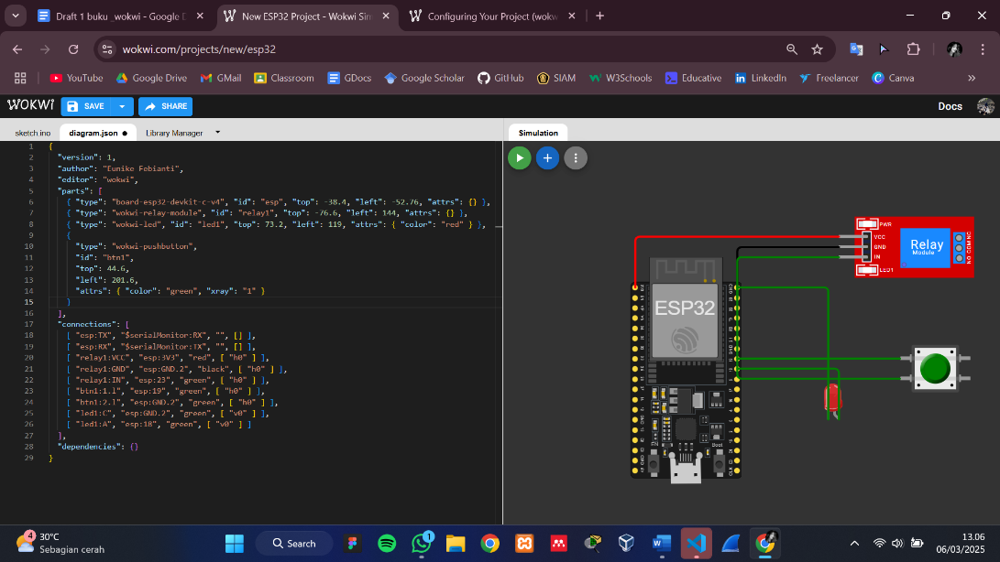 Draft 1 buku _wokwi - Google D
New ESP32 Project - Wokwi Sim
Configuring Your Project (wokw
wokwi.com/projects/new/esp32
YouTube
Google Drive
GMail
Classroom
GDocs
Google Scholar
GitHub
SIAM
W3Schools
Educative
LinkedIn
Freelancer
Canva
WOKWI
SAVE
SHARE
Docs
sketch.ino
diagram.json
Library Manager
Simulation
1 {
2 "version": 1,
3 "author": "Eunike Febianti",
4 "editor": "wokwi",
5 "parts": [
6 { "type": "board-esp32-devkit-c-v4", "id": "esp", "top": -38.4, "left": -52.76, "attrs": {} },
7 { "type": "wokwi-relay-module", "id": "relay1", "top": -76.6, "left": 144, "attrs": {} },
8 { "type": "wokwi-led", "id": "led1", "top": 73.2, "left": 119, "attrs": { "color": "red" } },
9 {
10 "type": "wokwi-pushbutton",
11 "id": "btn1",
12 "top": 44.6,
13 "left": 201.6,
14 "attrs": { "color": "green", "xray": "1" }
15 }
16 ],
17 "connections": [
18 [ "esp:TX", "$serialMonitor:RX", "", [] ],
19 [ "esp:RX", "$serialMonitor:TX", "", [] ],
20 [ "relay1:VCC", "esp:3V3", "red", [ "h0" ] ],
21 [ "relay1:GND", "esp:GND.2", "black", [ "h0" ] ],
22 [ "relay1:IN", "esp:23", "green", [ "h0" ] ],
23 [ "btn1:1.l", "esp:19", "green", [ "h0" ] ],
24 [ "btn1:2.l", "esp:GND.2", "green", [ "h0" ] ],
25 [ "led1:C", "esp:GND.2", "green", [ "v0" ] ],
26 [ "led1:A", "esp:18", "green", [ "v0" ] ]
27 ],
28 "dependencies": {}
29 }
PWR
VCC
GND
IN
LED1
Relay
Module
NO COM NC
ESP32
EN
Boot
4
30°C
Sebagian cerah
Search
1
13.06
06/03/2025